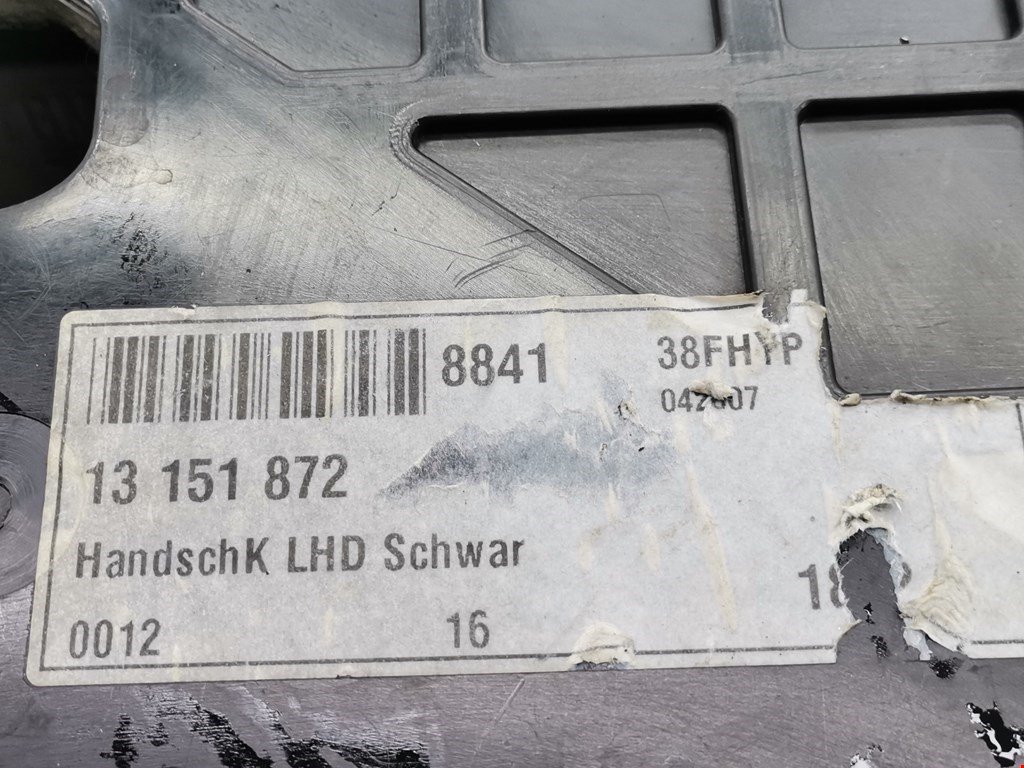 8841 38FHYP
13 151 872
HandschK LHD Schwar
0012 16